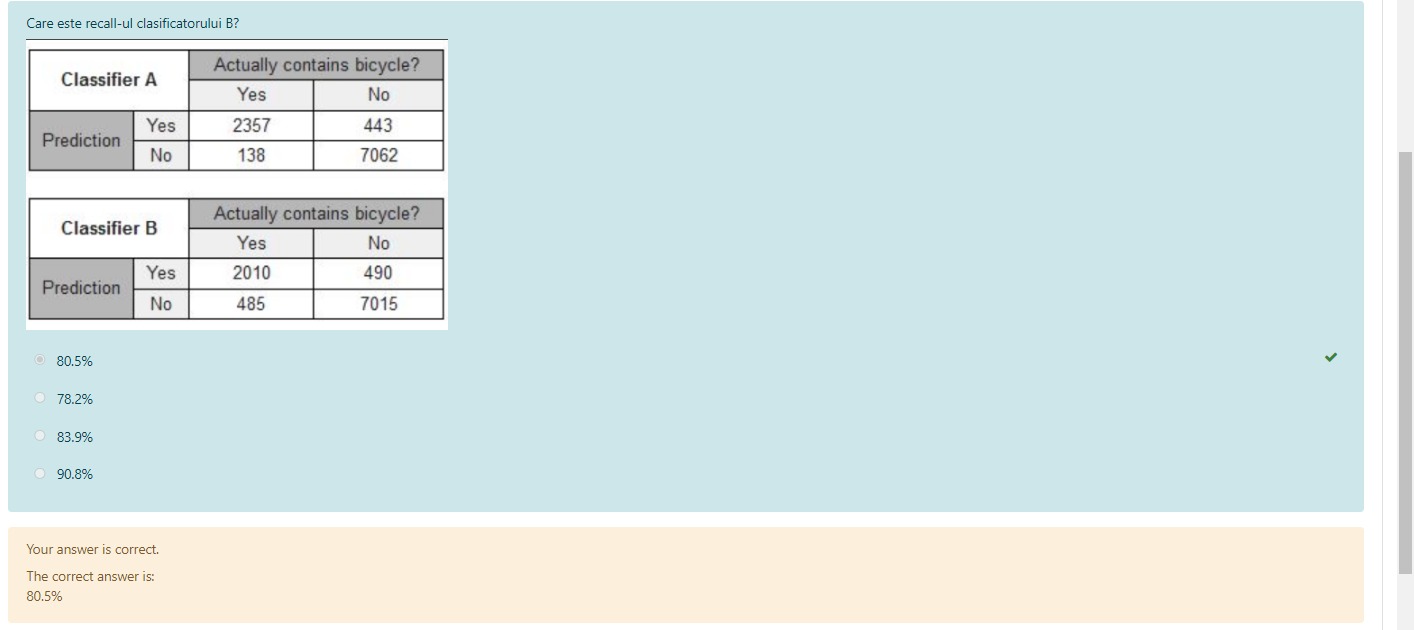 Care este recall-ul clasificatorului B?
Classifier A
Actually contains bicycle?
Yes No
Prediction Yes 2357 443
No 138 7062
Classifier B
Actually contains bicycle?
Yes No
Prediction Yes 2010 490
No 485 7015
80.5%
78.2%
83.9%
90.8%
Your answer is correct.
The correct answer is:
80.5%